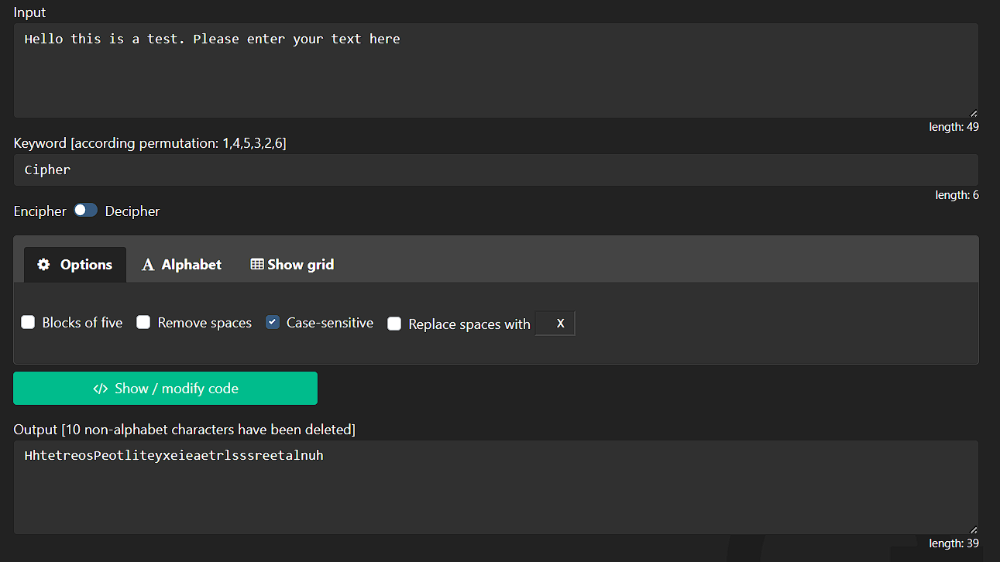 Input
Hello this is a test. Please enter your text here
length: 49
Keyword [according permutation: 1,4,5,3,2,6]
Cipher
length: 6
Encipher Decipher
Options Alphabet Show grid
Blocks of five Remove spaces Case-sensitive Replace spaces with X
</> Show / modify code
Output [10 non-alphabet characters have been deleted]
HhtetreosPeotliteyxeieaetrlsssreetalnuh
length: 39